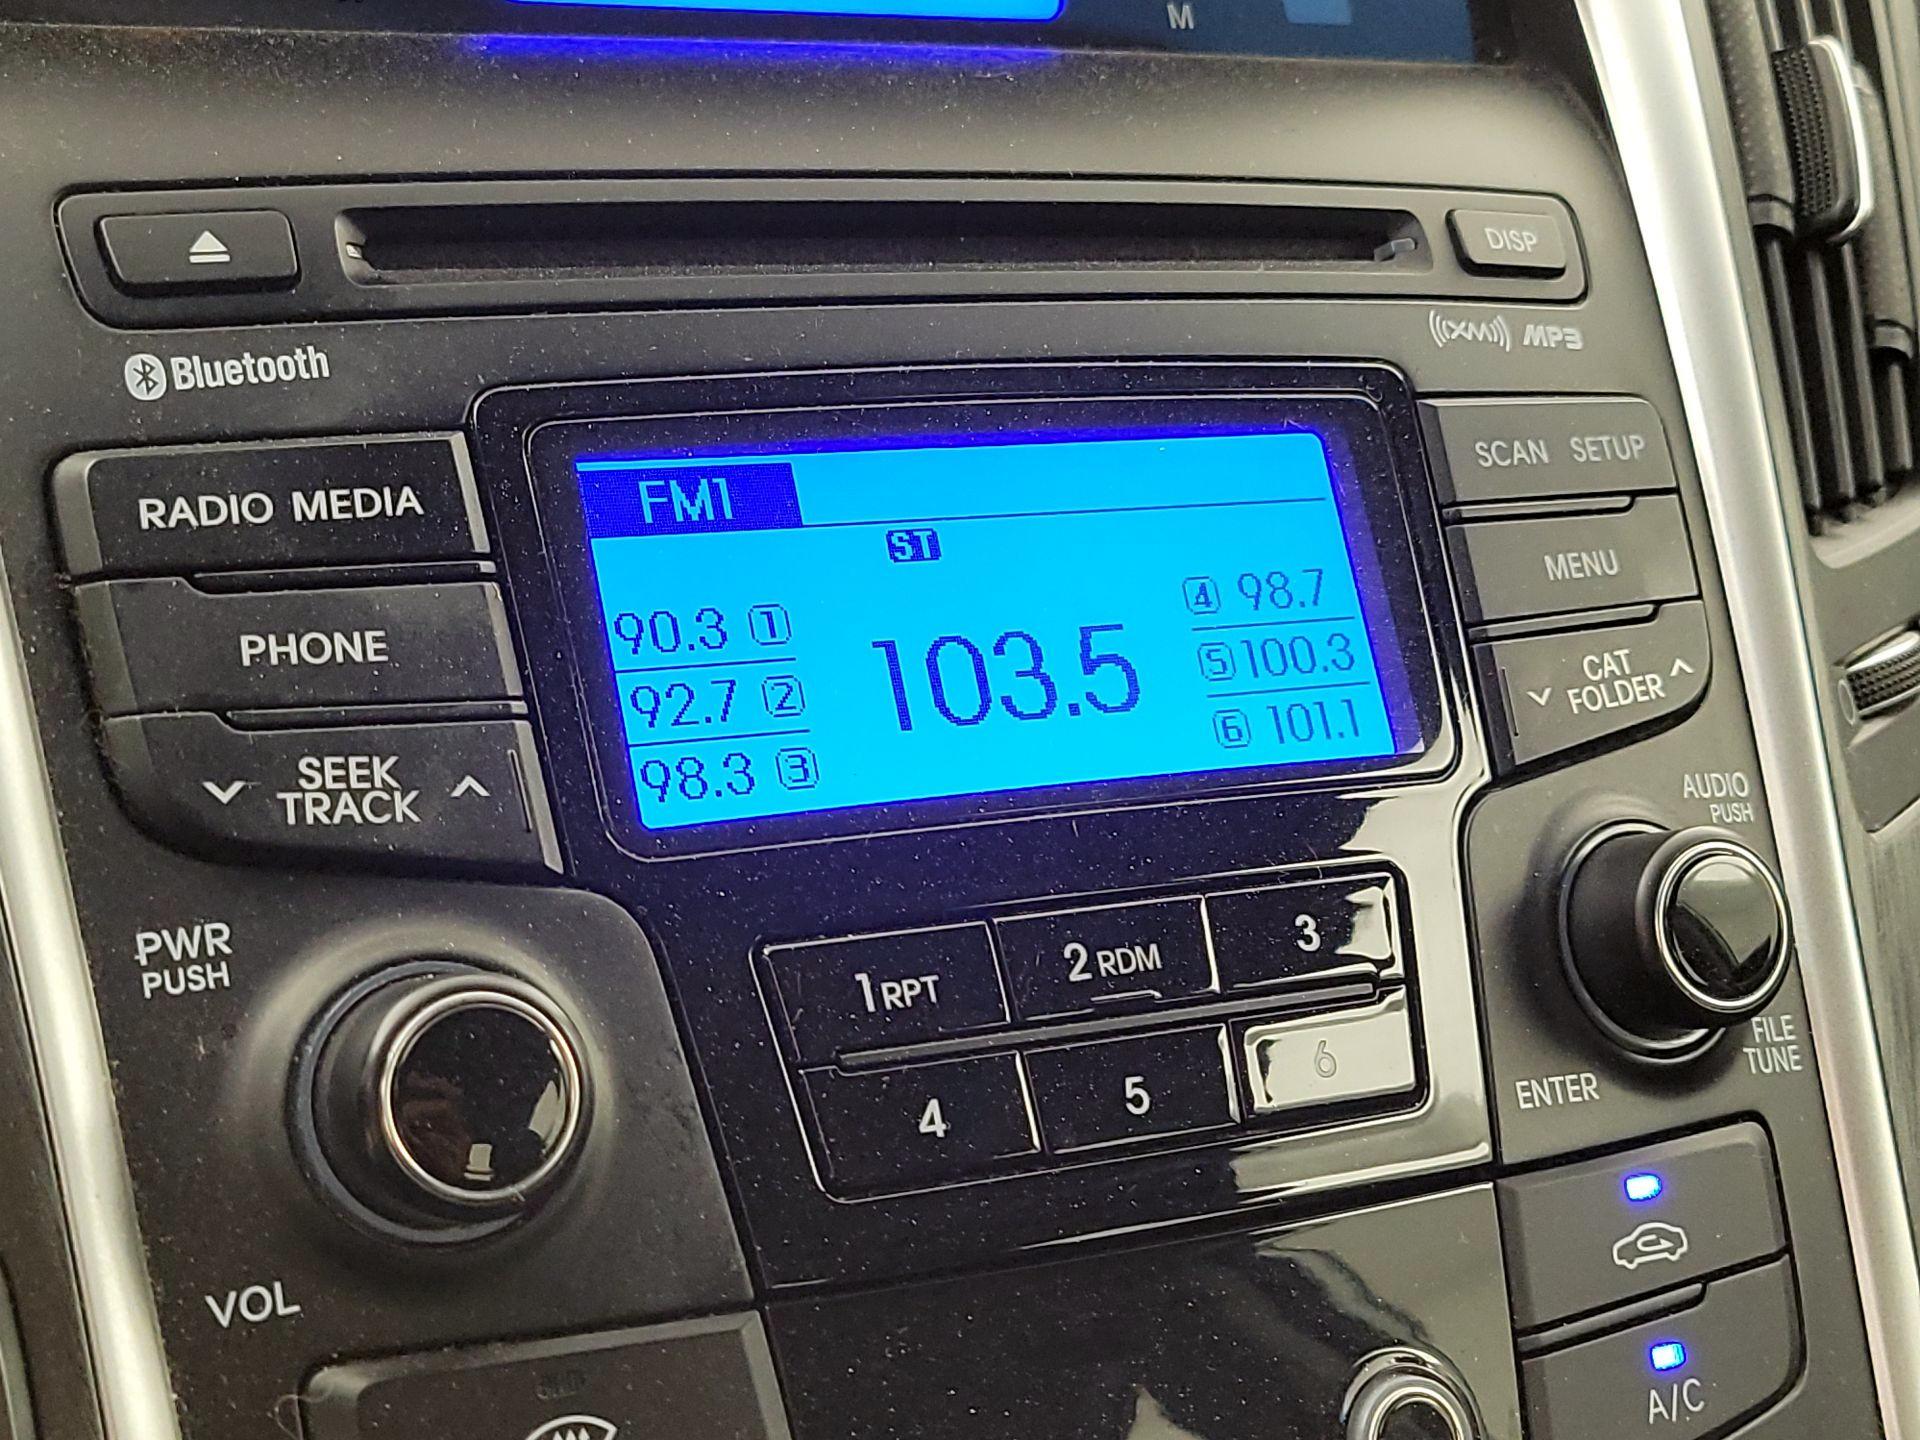 M
DISP
Bluetooth
((XM)) MP3
RADIO MEDIA
PHONE
SEEK
TRACK
FM1
ST
90.3 1
92.7 2
98.3 3
103.5
4 98.7
5 100.3
6 101.1
SCAN SETUP
MENU
CAT
FOLDER
AUDIO
PUSH
PWR
PUSH
VOL
1 RPT
2 RDM
3
4
5
6
FILE
TUNE
ENTER
A/C